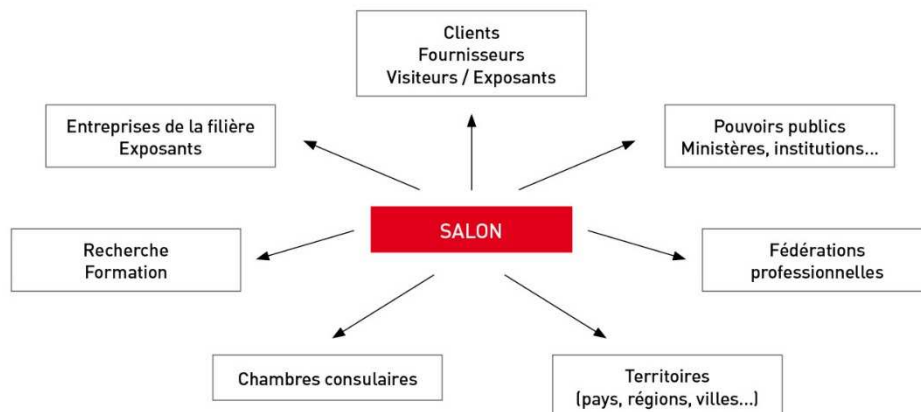 Clients
Fournisseurs
Visiteurs / Exposants
Entreprises de la filière
Exposants
Pouvoirs publics
Ministères, institutions...
SALON
Recherche
Formation
Fédérations
professionnelles
Chambres consulaires
Territoires
(pays, régions, villes...)